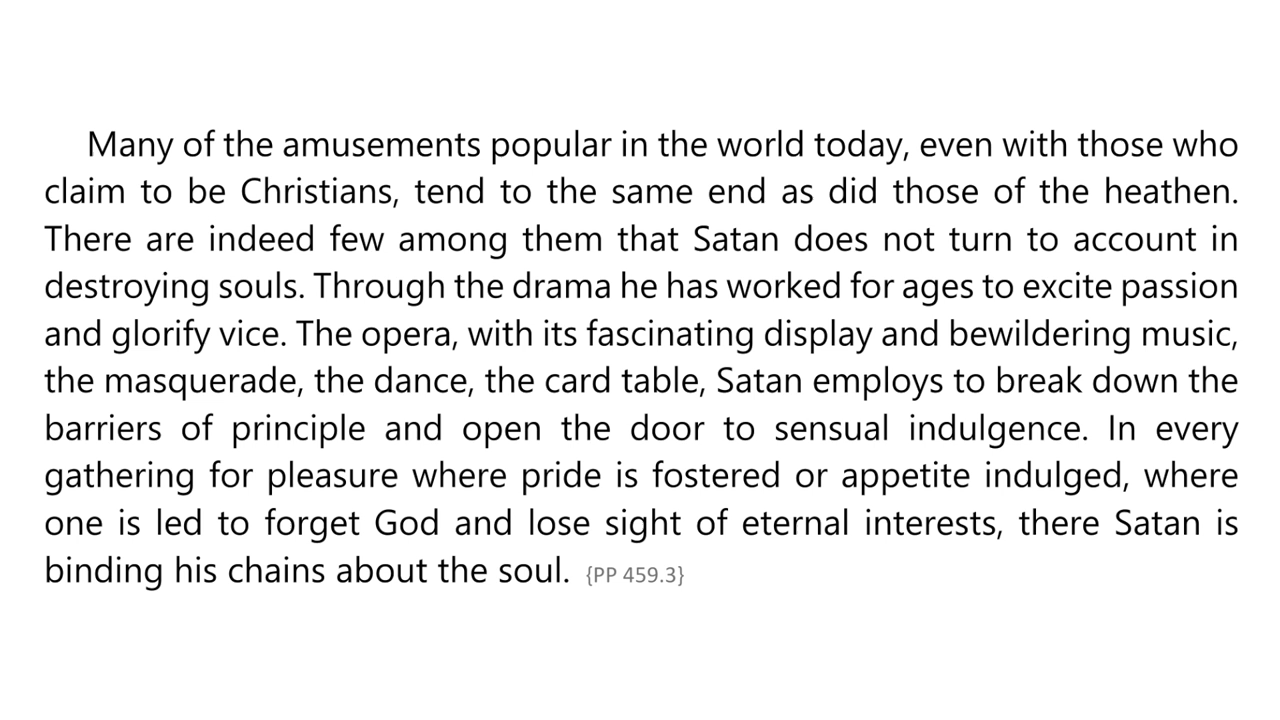 Many of the amusements popular in the world today, even with those who
claim to be Christians, tend to the same end as did those of the heathen.
There are indeed few among them that Satan does not turn to account in
destroying souls. Through the drama he has worked for ages to excite passion
and glorify vice. The opera, with its fascinating display and bewildering music,
the masquerade, the dance, the card table, Satan employs to break down the
barriers of principle and open the door to sensual indulgence. In every
gathering for pleasure where pride is fostered or appetite indulged, where
one is led to forget God and lose sight of eternal interests, there Satan is
binding his chains about the soul. {PP 459.3}